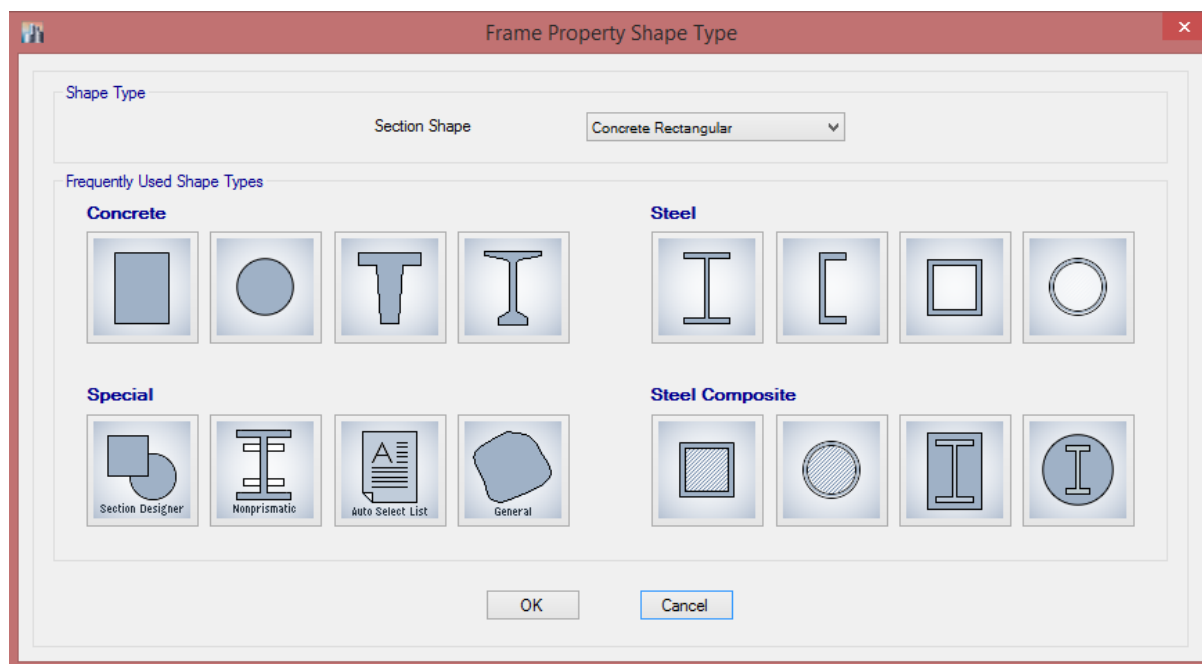 Frame Property Shape Type
Shape Type
Section Shape
Concrete Rectangular
Frequently Used Shape Types
Concrete
Steel
Special
Section Designer
Nonprismatic
A
Auto Select List
General
Steel Composite
OK
Cancel